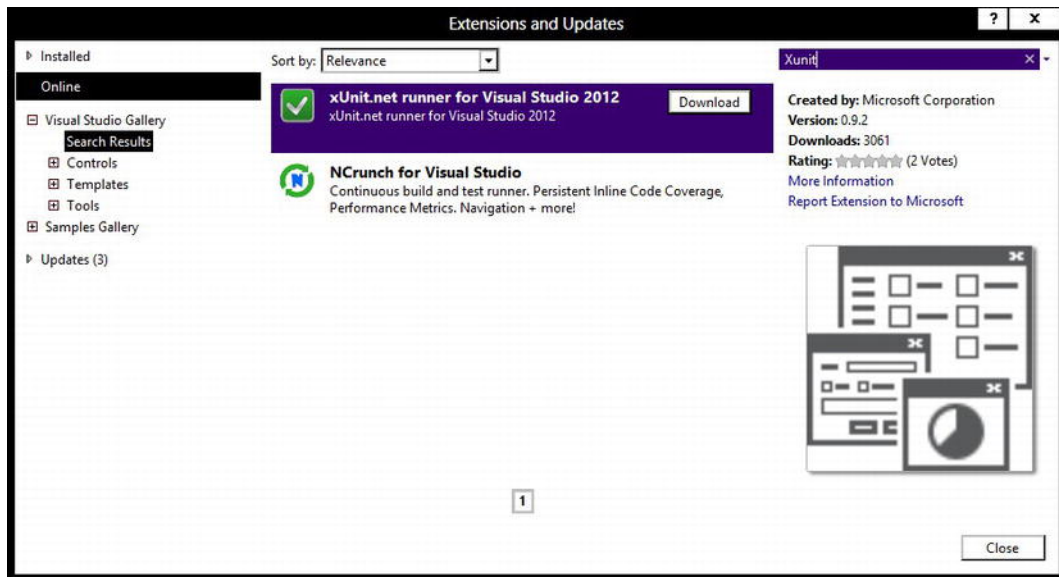 Extensions and Updates
? X
Installed
Online
Visual Studio Gallery
Search Results
Controls
Templates
Tools
Samples Gallery
Updates (3)
Sort by: Relevance
xUnit.net runner for Visual Studio 2012
xUnit.net runner for Visual Studio 2012
Download
N
NCrunch for Visual Studio
Continuous build and test runner. Persistent Inline Code Coverage,
Performance Metrics. Navigation + more!
1
Xunit
Created by: Microsoft Corporation
Version: 0.9.2
Downloads: 3061
Rating: (2 Votes)
More Information
Report Extension to Microsoft
Close